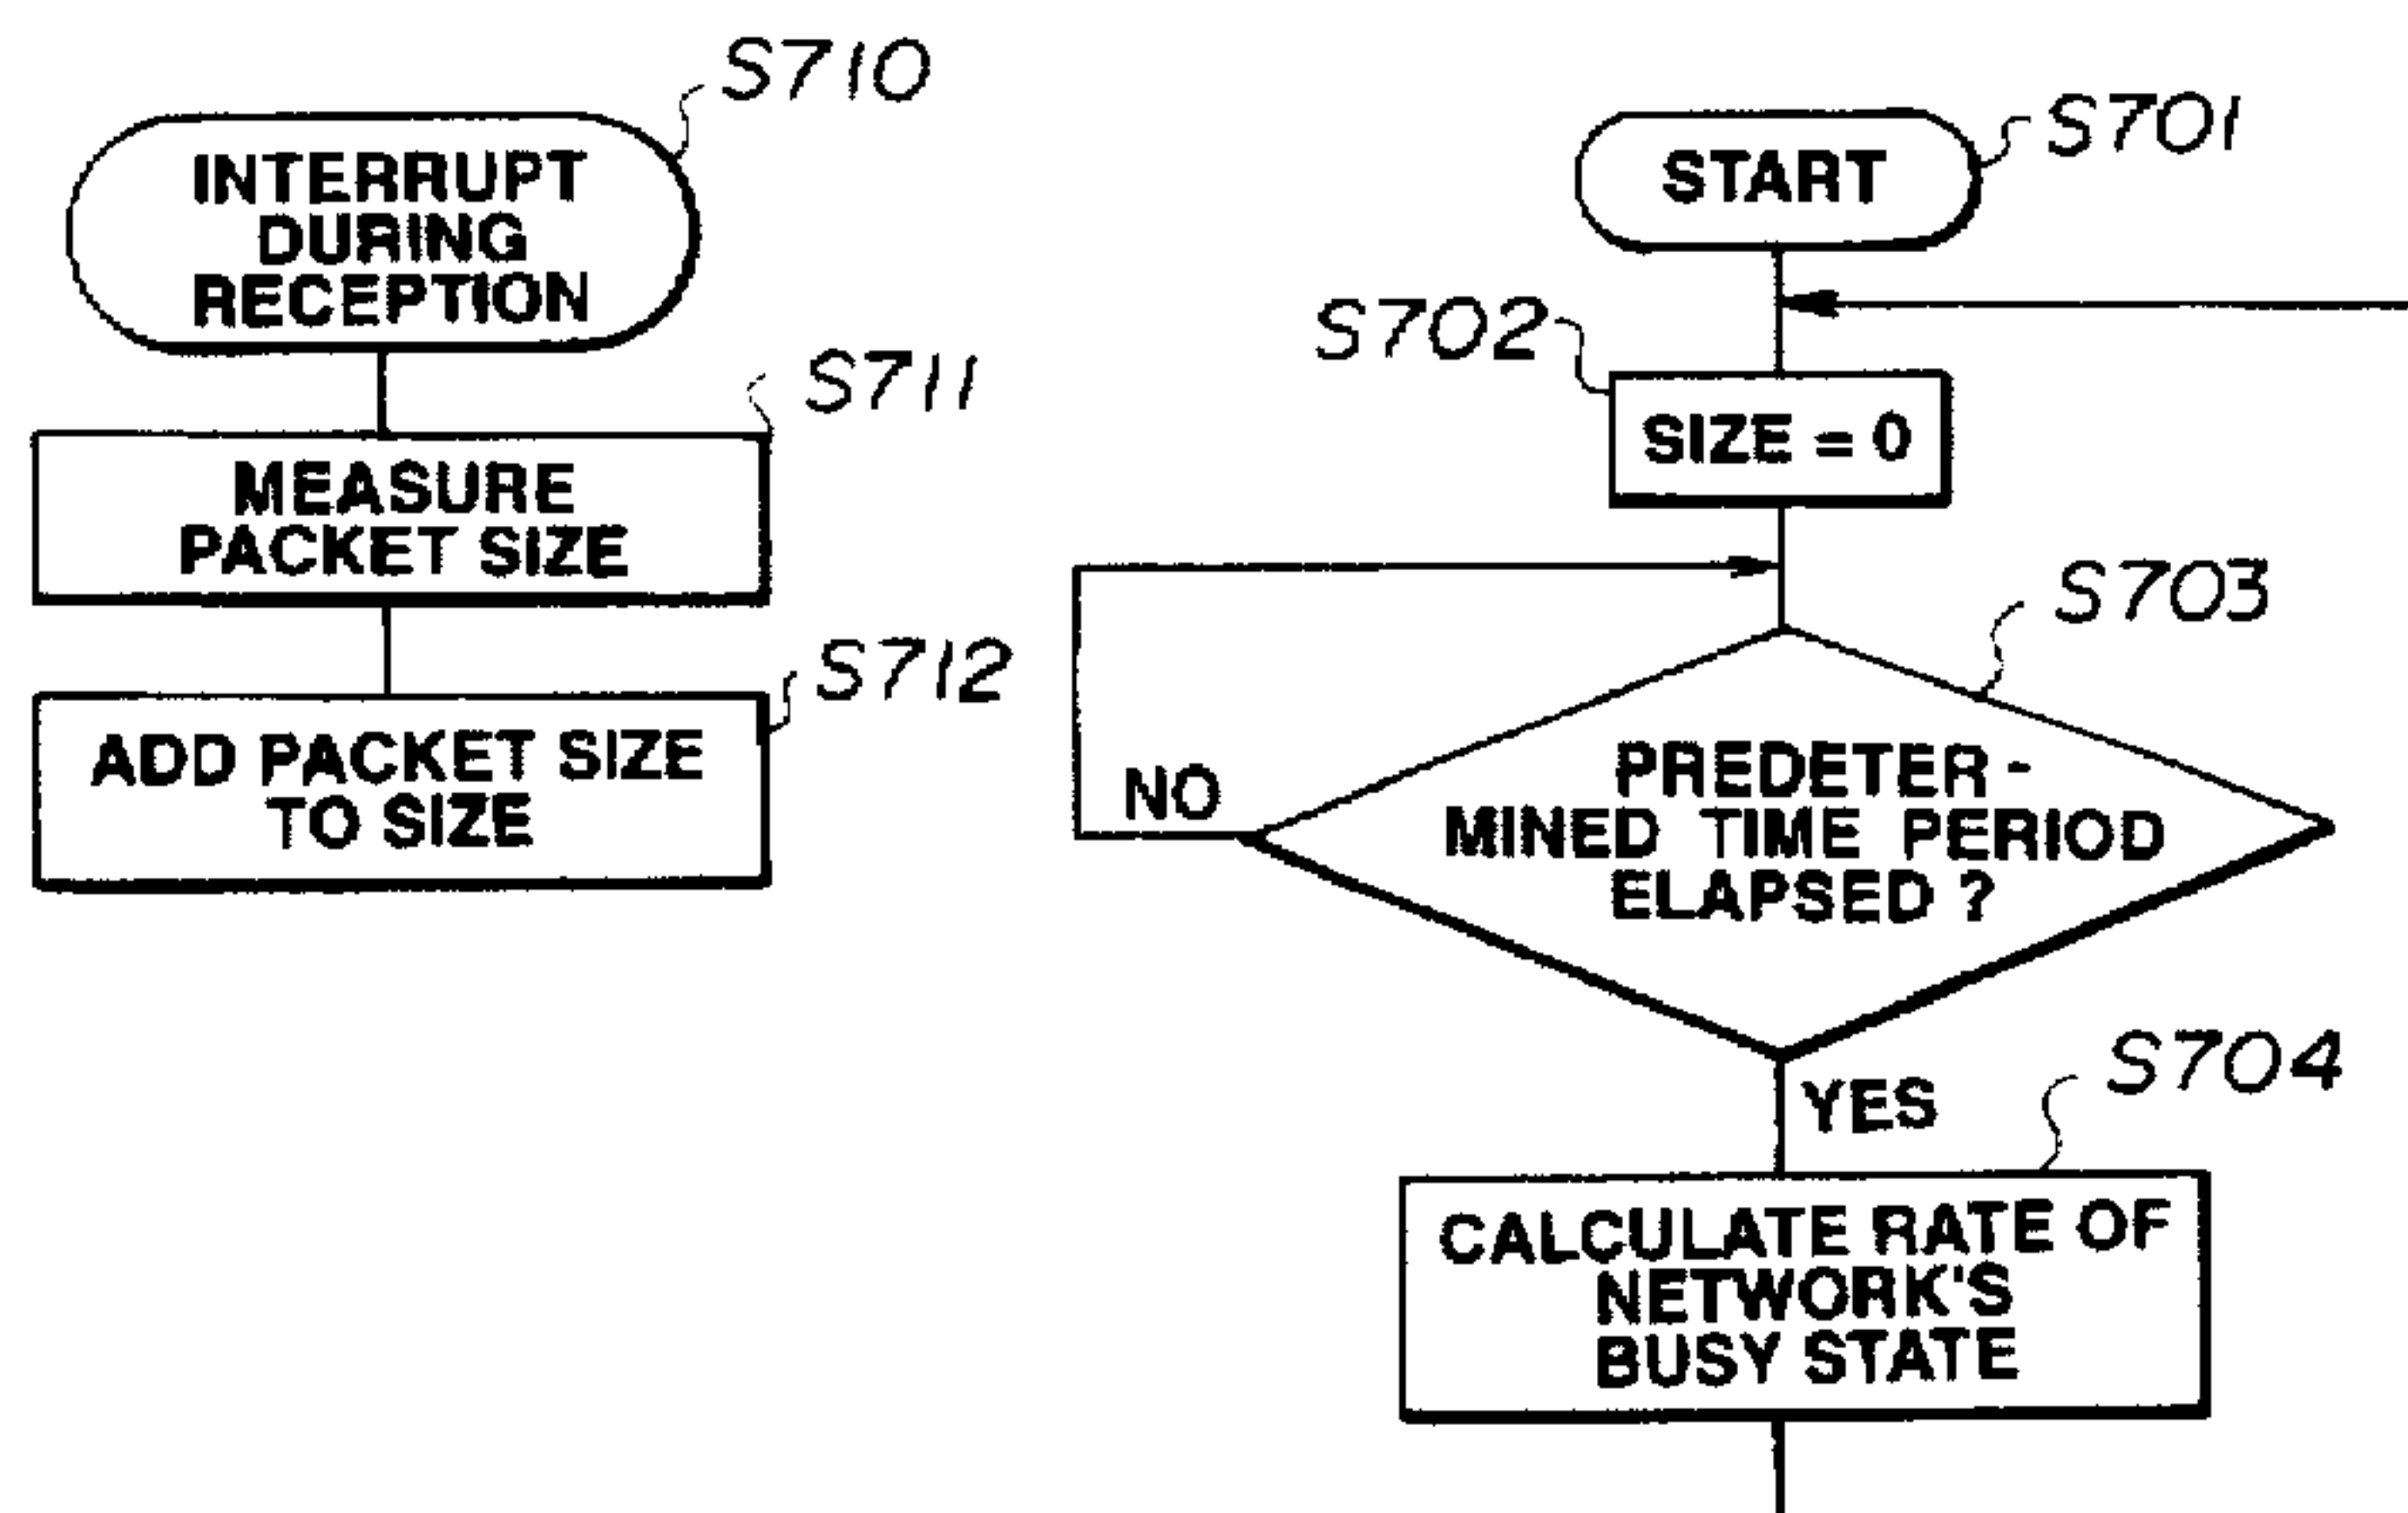 S710
INTERRUPT
DURING
RECEPTION
S711
MEASURE
PACKET SIZE
S712
ADD PACKET SIZE
TO SIZE
S701
START
S702
SIZE = 0
S703
PREDETER -
MINED TIME PERIOD
ELAPSED ?
NO
YES
S704
CALCULATE RATE OF
NETWORK'S
BUSY STATE